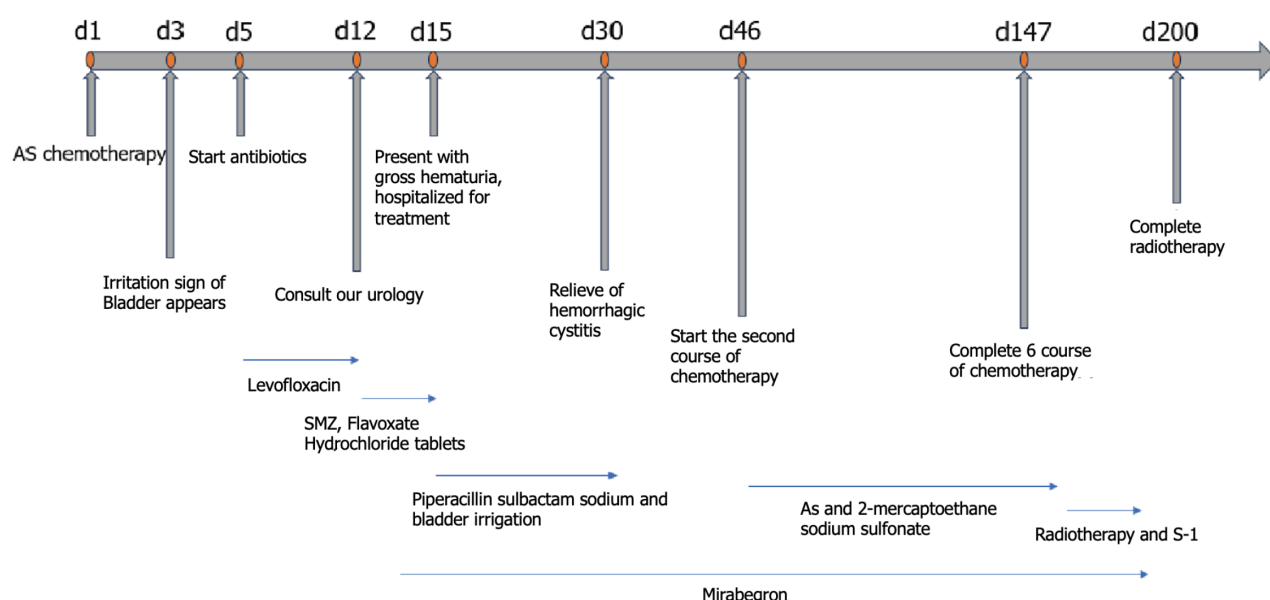 d1
d3
d5
d12
d15
d30
d46
d147
d200
AS chemotherapy
Start antibiotics
Present with
gross hematuria,
hospitalized for
treatment
Complete
radiotherapy
Irritation sign of
Bladder appears
Consult our urology
Relieve of
hemorrhagic
cystitis
Start the second
course of
chemotherapy
Complete 6 course
of chemotherapy
Levofloxacin
SMZ, Flavoxate
Hydrochloride tablets
Piperacillin sulbactam sodium and
bladder irrigation
As and 2-mercaptoethane
sodium sulfonate
Radiotherapy and S-1
Mirabegron